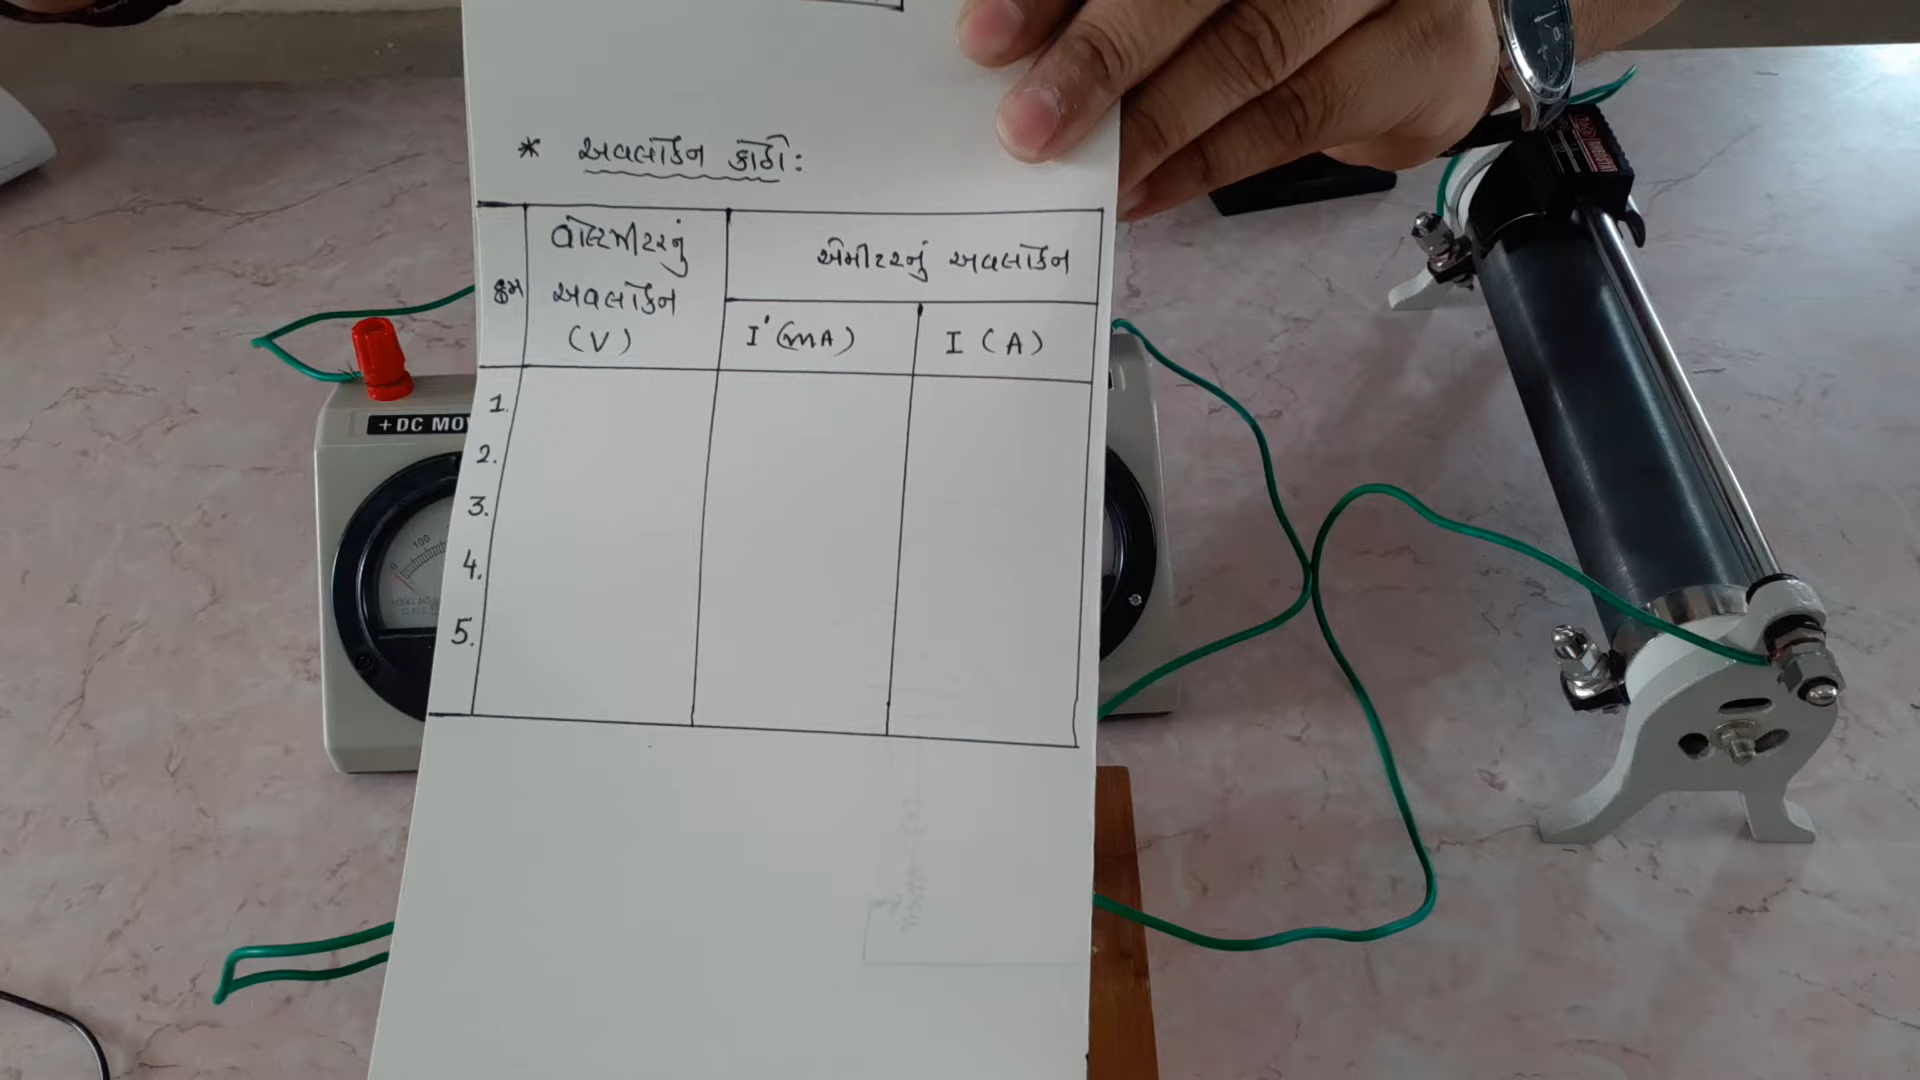 * અવલોકન કોઠો:
ક્રમ
વોલ્ટમીટરનું
અવલોકન
(V)
એમીટરનું અવલોકન
I'(mA)
I (A)
1.
2.
3.
4.
5.
+DC MO
0
100